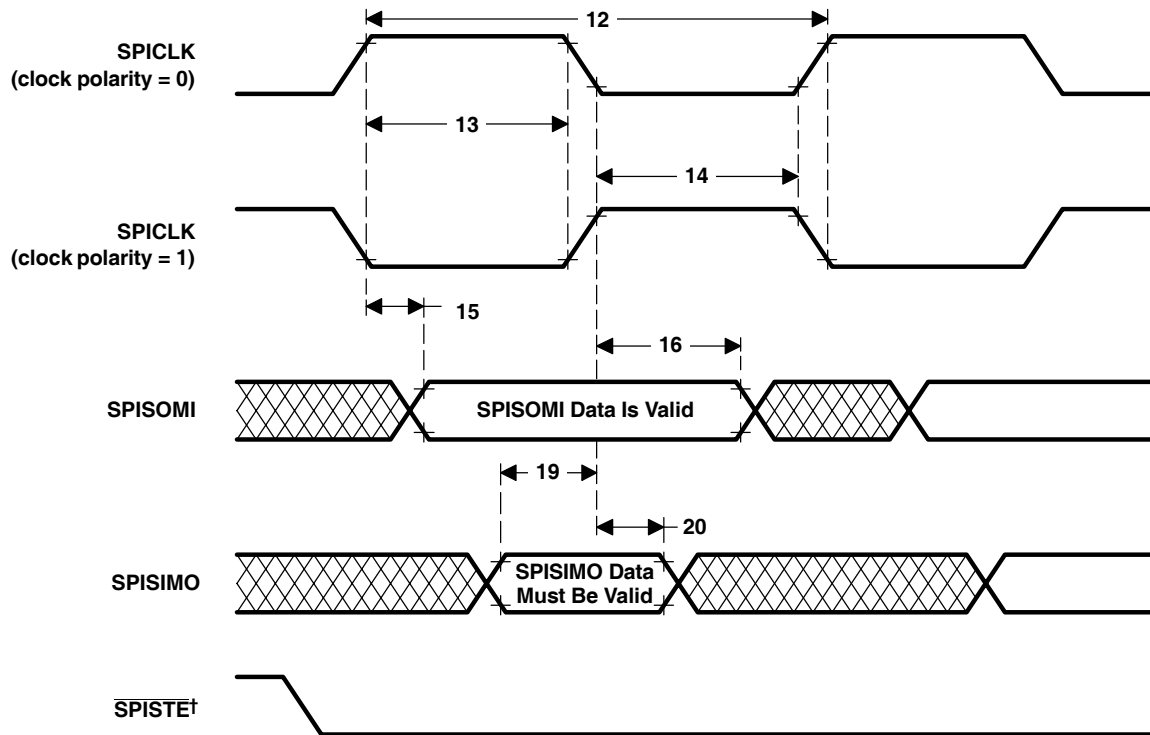 12
SPICLK
(clock polarity = 0)
13
14
SPICLK
(clock polarity = 1)
15
16
SPISOMI
SPISOMI Data Is Valid
19
20
SPISIMO
SPISIMO Data
Must Be Valid
SPISTE†